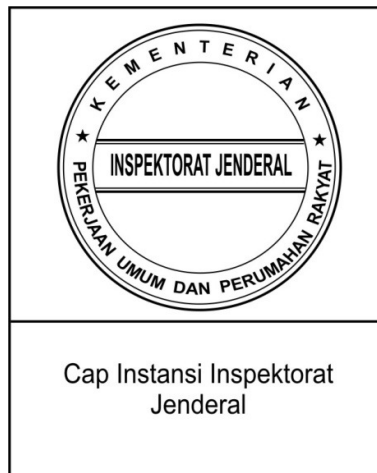 ★ KEMENTERIAN ★
INSPEKTORAT JENDERAL
PEKERJAAN UMUM DAN PERUMAHAN RAKYAT
Cap Instansi Inspektorat
Jenderal